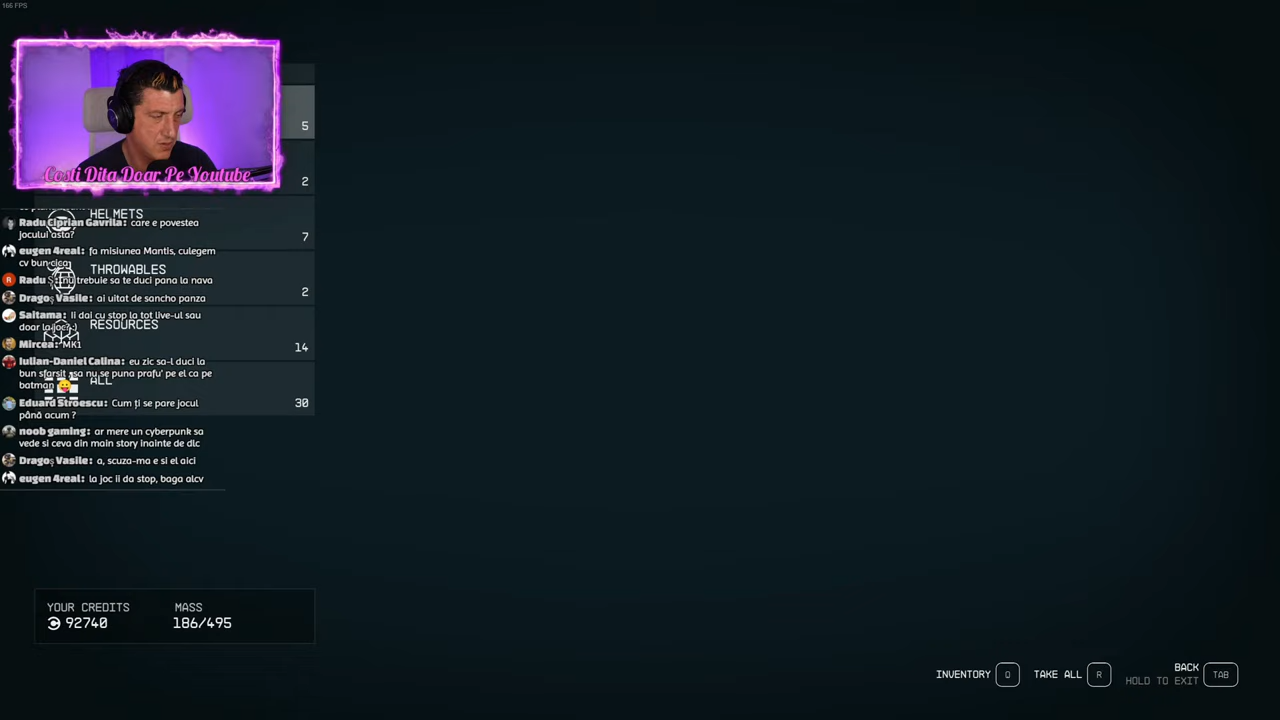 166 FPS
5
Costi Dita Doar Pe Youtube
2
HELMETS
7
Radu Ciprian Gavrila: care e povestea
jocului asta?
eugen 4real: fa misiunea Mantis, culegem
cv bun cica
THROWABLES
2
nu trebuie sa te duci pana la nava
Dragoș Vasile: ai uitat de sancho panza
Saitama: Ii dai cu stop la tot live-ul sau
doar la joc? :)
RESOURCES
14
Mircea: MK1
Iulian-Daniel Calina: eu zic sa-l duci la
bun sfarsit sa nu se puna prafu' pe el ca pe
batman
ALL
30
Eduard Stroescu: Cum ți se pare jocul
până acum ?
noob gaming: ar mere un cyberpunk sa
vede si ceva din main story inainte de dlc
Dragoș Vasile: a, scuza-ma e si el aici
eugen 4real: la joc ii da stop, baga alcv
YOUR CREDITS
92740
MASS
186/495
INVENTORY Q
TAKE ALL R
BACK
HOLD TO EXIT
TAB